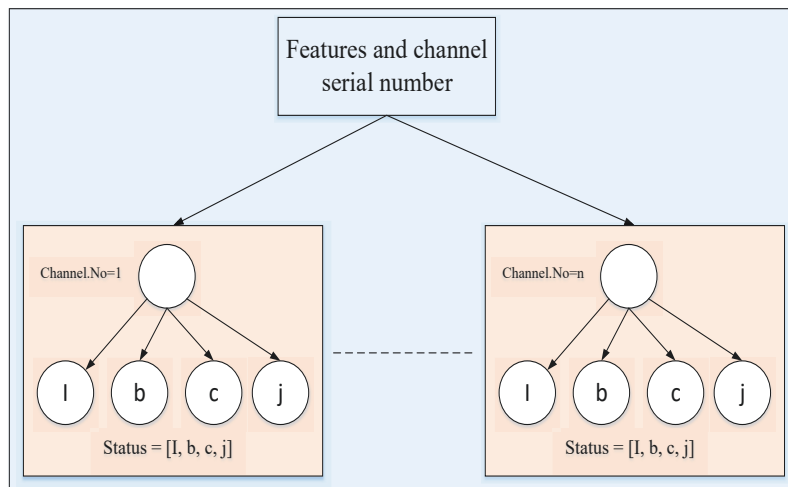 Features and channel
serial number
Channel.No=1
I
b
c
j
Status = [I, b, c, j]
Channel.No=n
I
b
c
j
Status = [I, b, c, j]